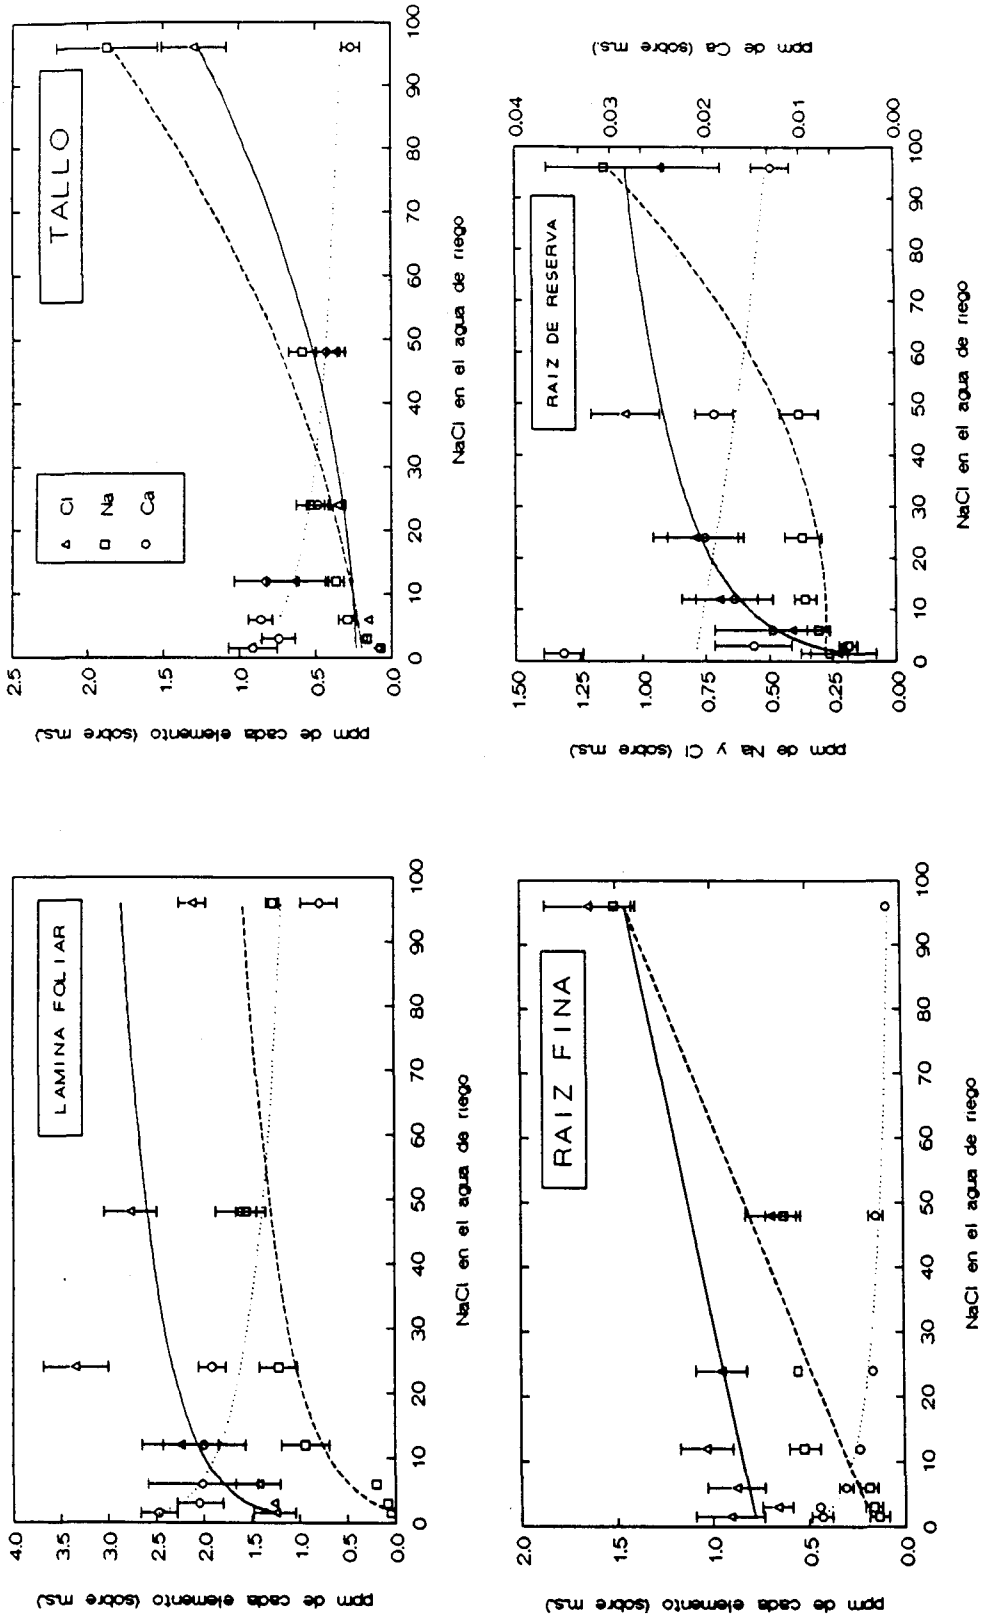 LAMINA FOLIAR
ppm de cada elemento (sobre m.s.)
4.0
3.5
3.0
2.5
2.0
1.5
1.0
0.5
0.0
0 10 20 30 40 50 60 70 80 90 100
NaCl en el agua de riego
TALLO
Cl
Na
Ca
ppm de cada elemento (sobre m.s.)
2.5
2.0
1.5
1.0
0.5
0.0
0 10 20 30 40 50 60 70 80 90 100
NaCl en el agua de riego
RAIZ FINA
ppm de cada elemento (sobre m.s.)
2.0
1.5
1.0
0.5
0.0
0 10 20 30 40 50 60 70 80 90 100
NaCl en el agua de riego
RAIZ DE RESERVA
ppm de Na y Cl (sobre m.s.)
1.50
1.25
1.00
0.75
0.50
0.25
0.00
0 10 20 30 40 50 60 70 80 90 100
NaCl en el agua de riego
0.04
0.03
0.02
0.01
0.00
ppm de Ca (sobre m.s.)